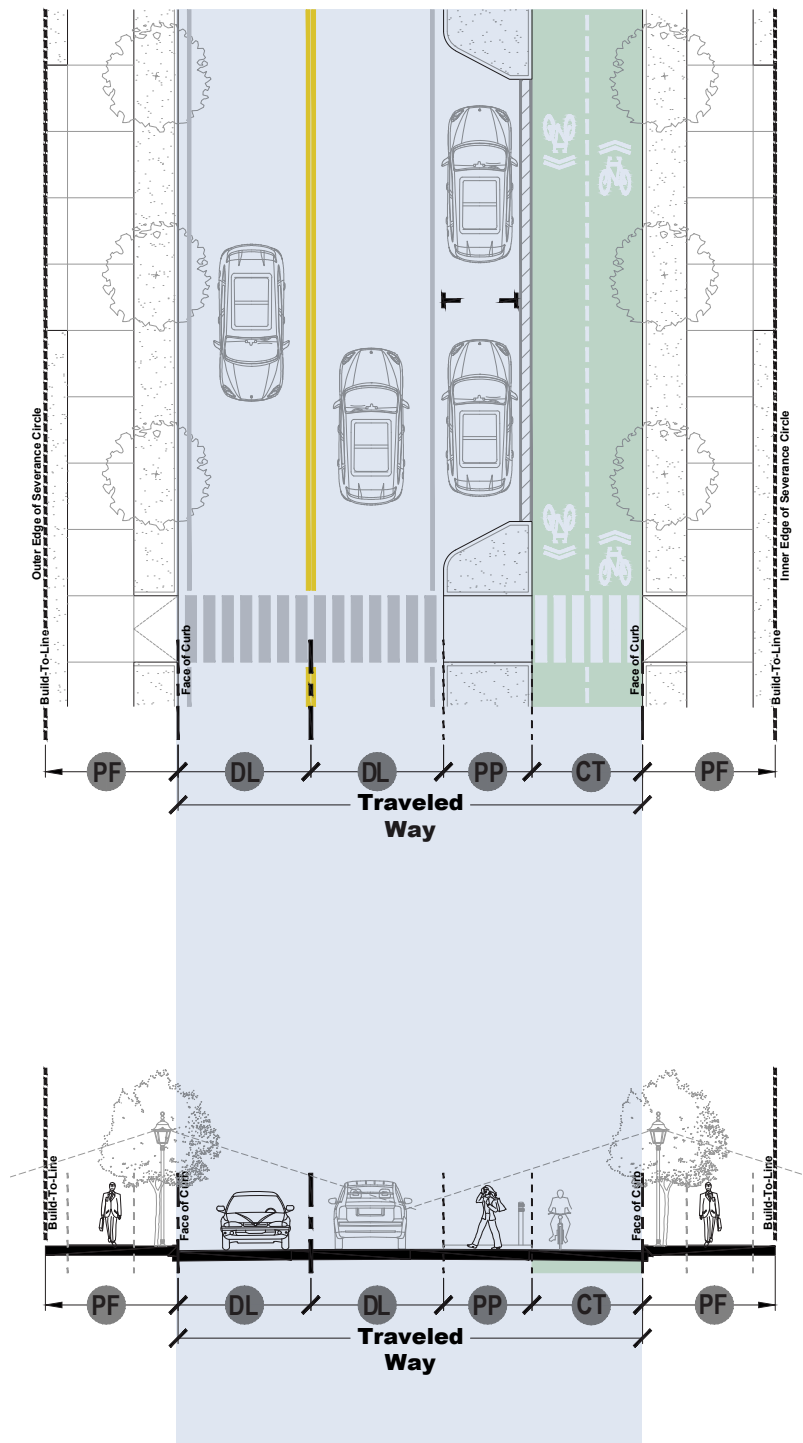 Outer Edge of Severance Circle
Inner Edge of Severance Circle
Build-To-Line
Face of Curb
Face of Curb
Build-To-Line
PF
DL
DL
PP
CT
PF
Traveled
Way
Build-To-Line
Face of Curb
Face of Curb
Build-To-Line
PF
DL
DL
PP
CT
PF
Traveled
Way